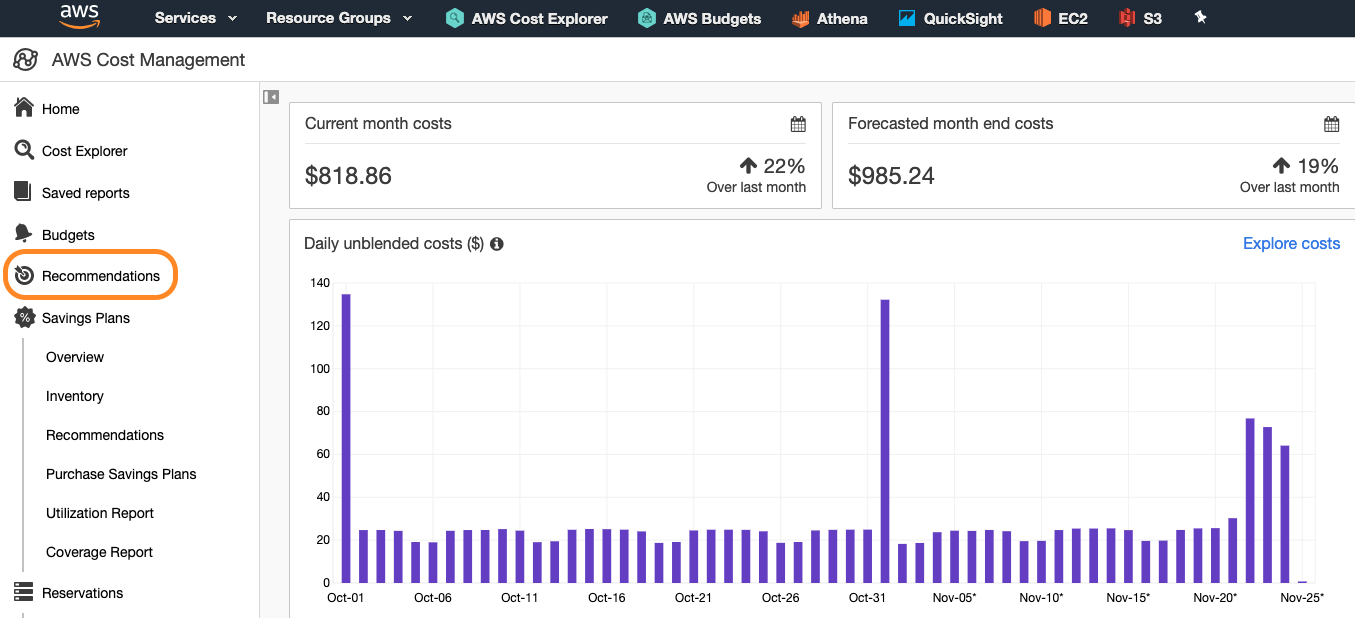 aws
Services
Resource Groups
AWS Cost Explorer
AWS Budgets
Athena
QuickSight
EC2
S3
AWS Cost Management
Home
Cost Explorer
Saved reports
Budgets
Recommendations
% Savings Plans
Overview
Inventory
Recommendations
Purchase Savings Plans
Utilization Report
Coverage Report
Reservations
Current month costs
$818.86
22%
Over last month
Forecasted month end costs
$985.24
19%
Over last month
Daily unblended costs ($)
Explore costs
140
120
100
80
60
40
20
0
Oct-01 Oct-06 Oct-11 Oct-16 Oct-21 Oct-26 Oct-31 Nov-05* Nov-10* Nov-15* Nov-20* Nov-25*